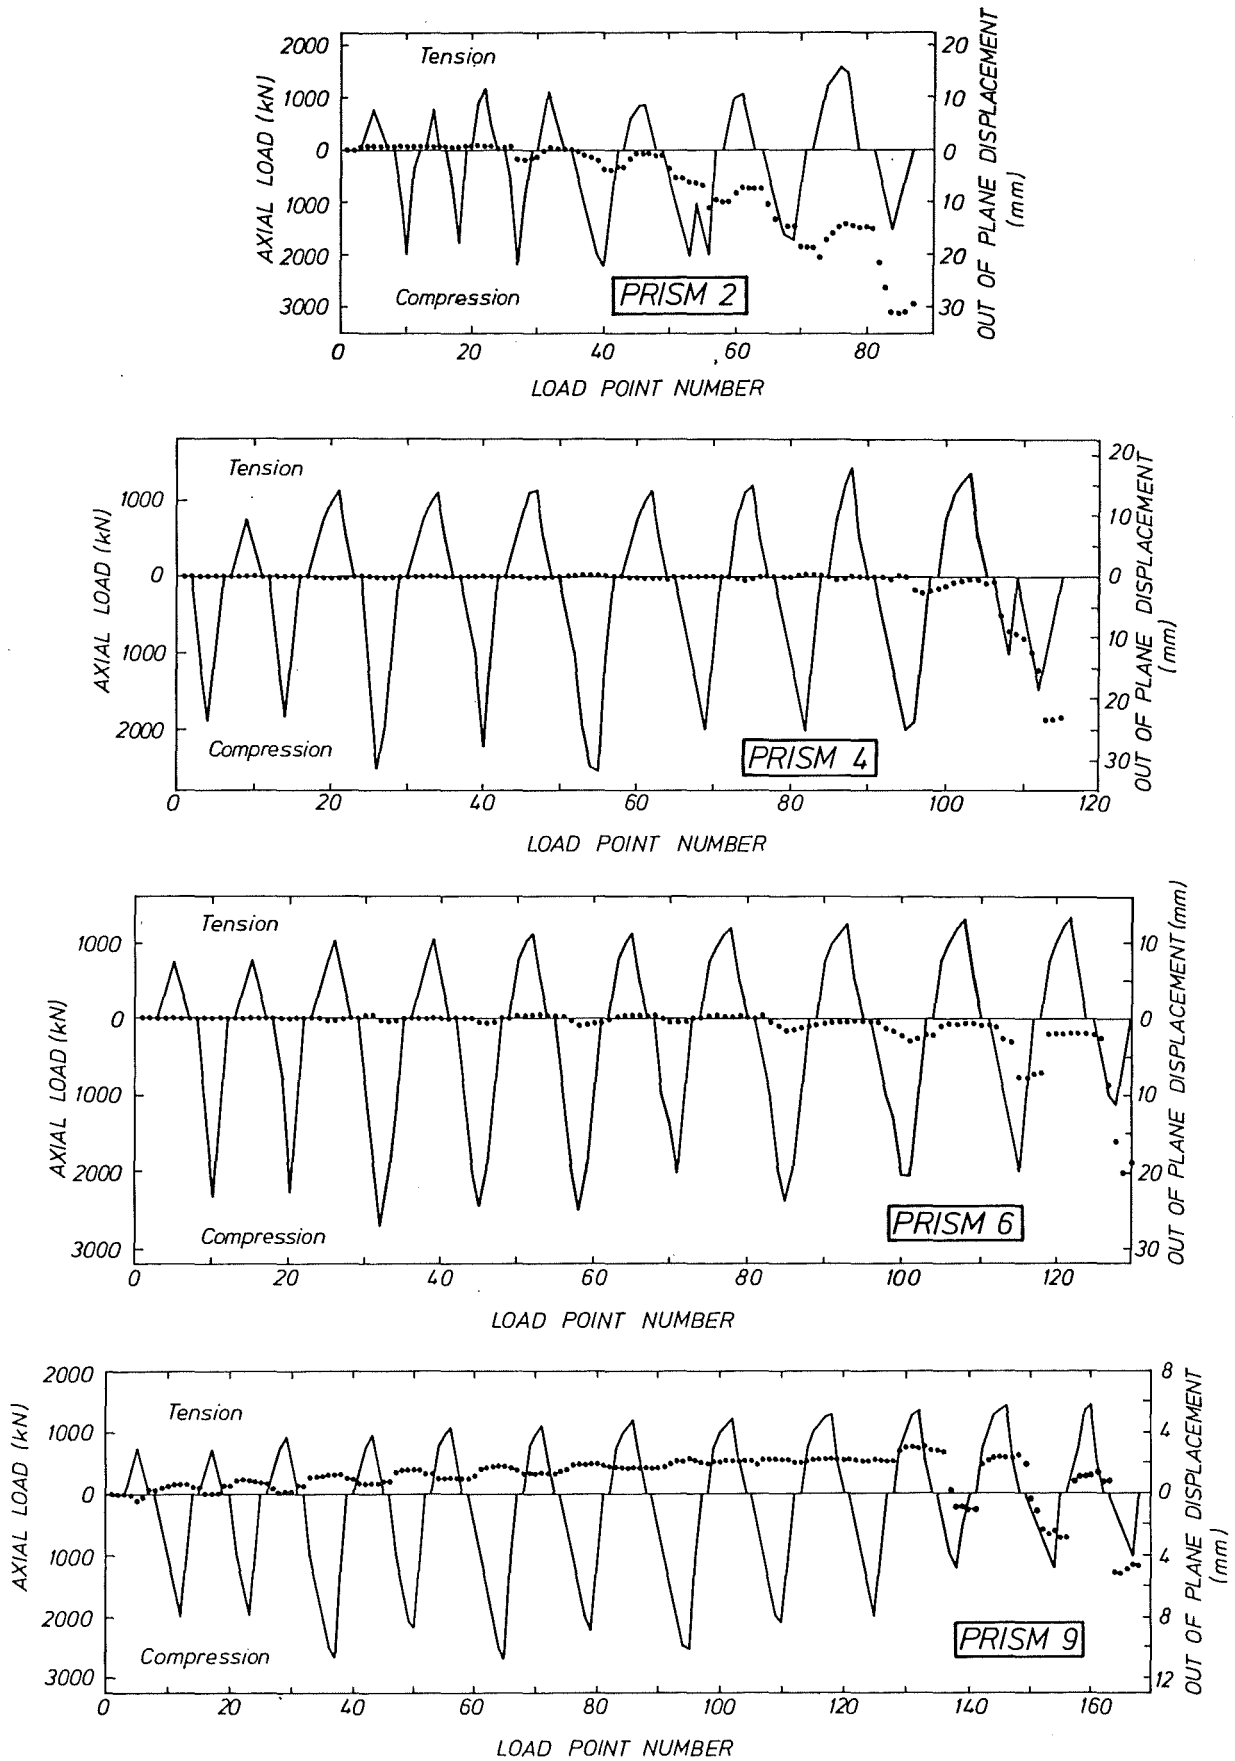 2000
1000
0
1000
2000
3000
AXIAL LOAD (kN)
Tension
Compression
PRISM 2
20
10
0
10
20
30
OUT OF PLANE DISPLACEMENT
(mm)
0 20 40 60 80
LOAD POINT NUMBER
1000
0
1000
2000
AXIAL LOAD (kN)
Tension
Compression
PRISM 4
20
10
0
10
20
30
OUT OF PLANE DISPLACEMENT
(mm)
0 20 40 60 80 100 120
LOAD POINT NUMBER
1000
0
1000
2000
3000
AXIAL LOAD (kN)
Tension
Compression
PRISM 6
10
0
10
20
30
OUT OF PLANE DISPLACEMENT (mm)
0 20 40 60 80 100 120
LOAD POINT NUMBER
2000
1000
0
1000
2000
3000
AXIAL LOAD (kN)
Tension
Compression
PRISM 9
8
4
0
4
8
12
OUT OF PLANE DISPLACEMENT
(mm)
0 20 40 60 80 100 120 140 160
LOAD POINT NUMBER